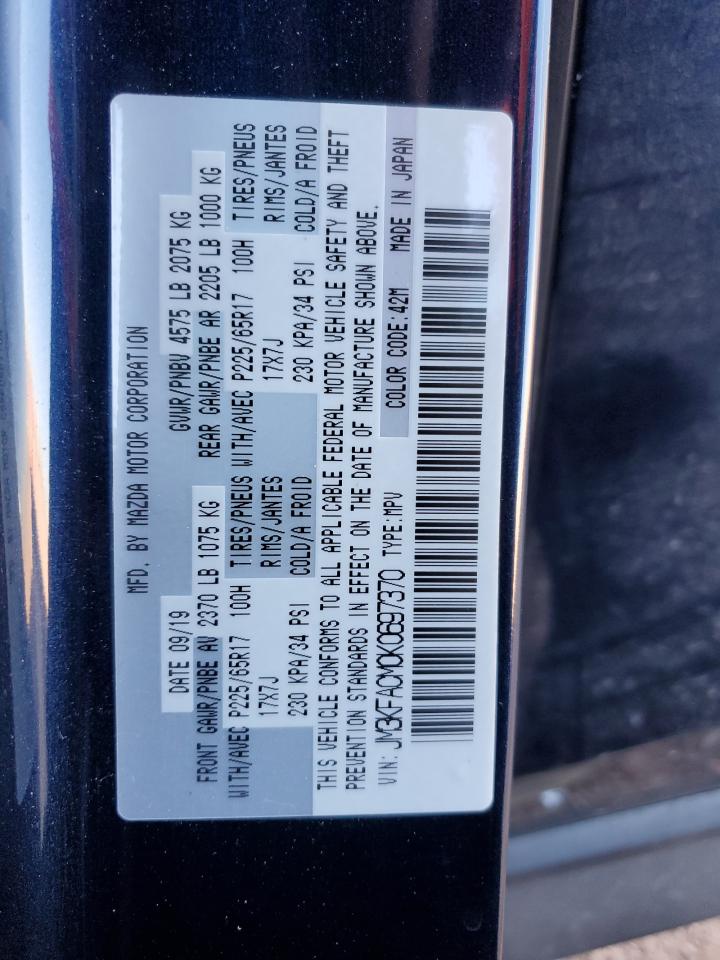 MFD. BY MAZDA MOTOR CORPORATION
DATE 09/19 GVWR/PNBV 4575 LB 2075 KG
FRONT GAWR/PNBE AV 2370 LB 1075 KG REAR GAWR/PNBE AR 2205 LB 1000 KG
WITH/AVEC P225/65R17 100H TIRES/PNEUS WITH/AVEC P225/65R17 100H TIRES/PNEUS
17X7J RIMS/JANTES 17X7J RIMS/JANTES
230 KPA/34 PSI COLD/A FROID 230 KPA/34 PSI COLD/A FROID
THIS VEHICLE CONFORMS TO ALL APPLICABLE FEDERAL MOTOR VEHICLE SAFETY AND THEFT
PREVENTION STANDARDS IN EFFECT ON THE DATE OF MANUFACTURE SHOWN ABOVE.
VIN: JM3KFACM0K0697370 TYPE:MPV COLOR CODE:42M MADE IN JAPAN